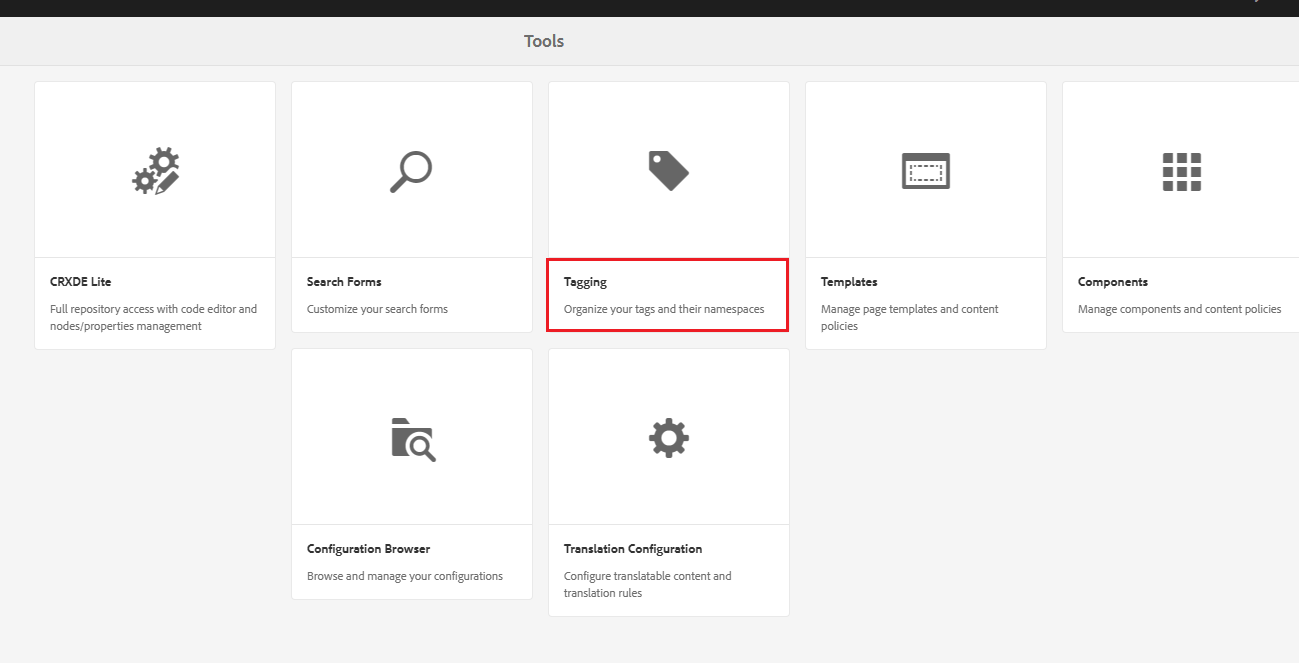 Tools
CRXDE Lite
Full repository access with code editor and
nodes/properties management
Search Forms
Customize your search forms
Tagging
Organize your tags and their namespaces
Templates
Manage page templates and content
policies
Components
Manage components and content policies
Configuration Browser
Browse and manage your configurations
Translation Configuration
Configure translatable content and
translation rules